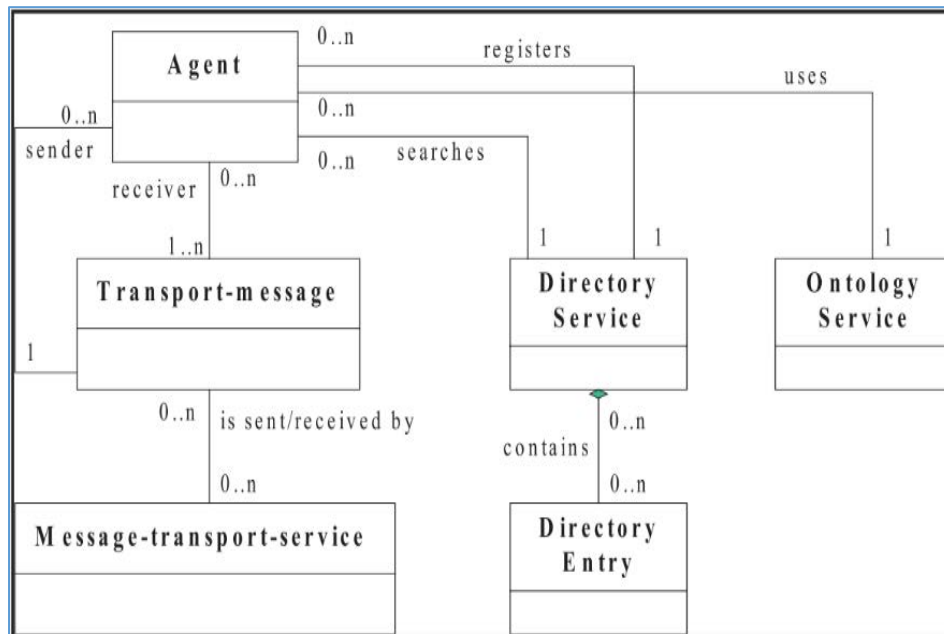 0..n
registers
Agent
uses
0..n
0..n
sender
searches
0..n
receiver
0..n
1..n
1
1
1
Transport-message
Directory
Service
Ontology
Service
1
0..n
is sent/received by
0..n
contains
0..n
0..n
Message-transport-service
Directory
Entry